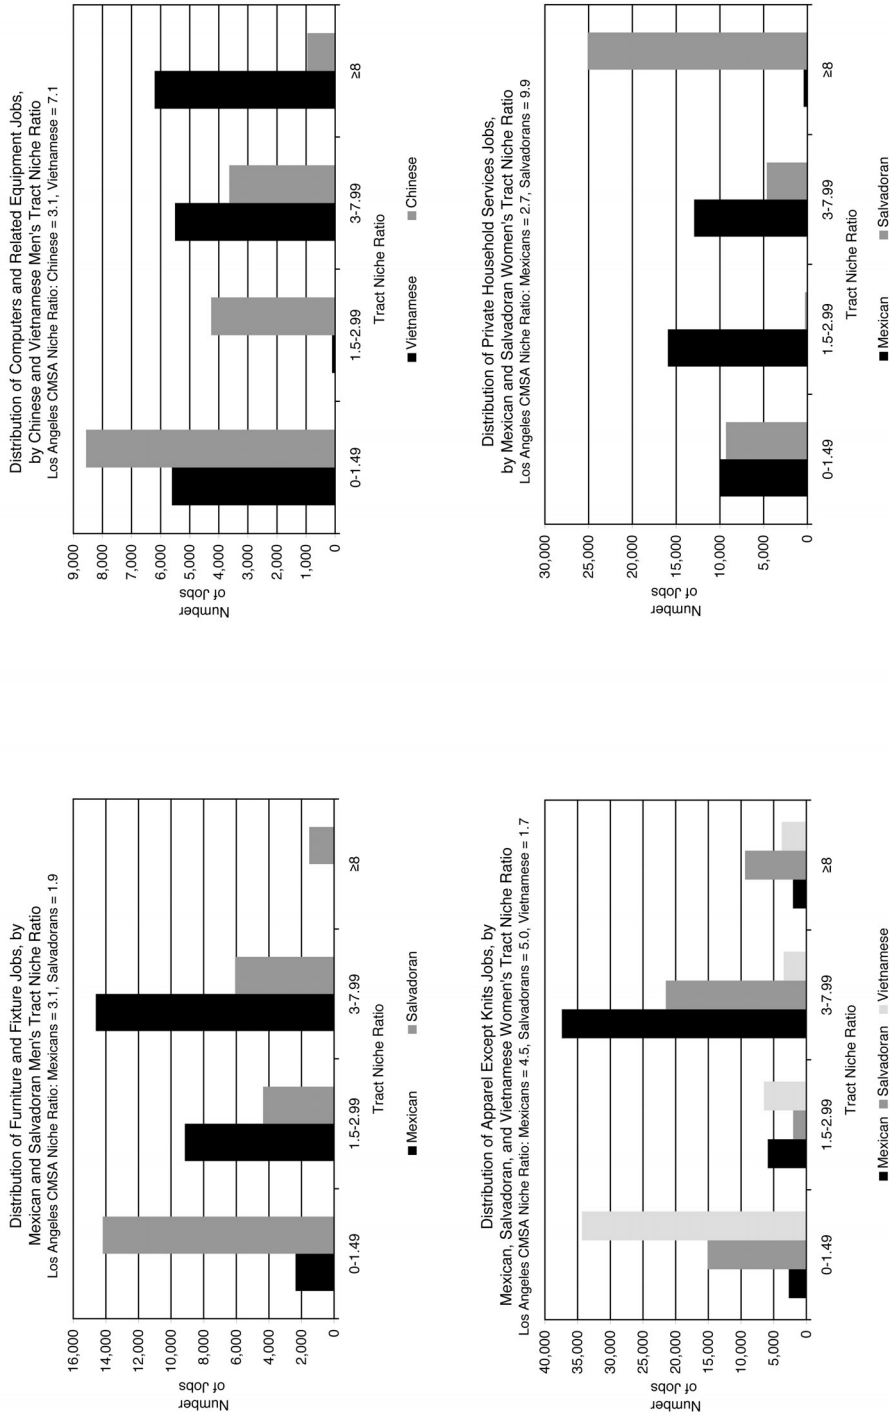 Distribution of Furniture and Fixture Jobs, by
Mexican and Salvadoran Men's Tract Niche Ratio
Los Angeles CMSA Niche Ratio: Mexicans = 3.1, Salvadorans = 1.9
16,000
14,000
12,000
10,000
8,000
6,000
4,000
2,000
0
Number
of Jobs
0-1.49
1.5-2.99
3-7.99
≥8
Tract Niche Ratio
Mexican
Salvadoran
Distribution of Computers and Related Equipment Jobs,
by Chinese and Vietnamese Men's Tract Niche Ratio
Los Angeles CMSA Niche Ratio: Chinese = 3.1, Vietnamese = 7.1
9,000
8,000
7,000
6,000
5,000
4,000
3,000
2,000
1,000
0
Number
of Jobs
0-1.49
1.5-2.99
3-7.99
≥8
Tract Niche Ratio
Vietnamese
Chinese
Distribution of Apparel Except Knits Jobs, by
Mexican, Salvadoran, and Vietnamese Women's Tract Niche Ratio
Los Angeles CMSA Niche Ratio: Mexicans = 4.5, Salvadorans = 5.0, Vietnamese = 1.7
40,000
35,000
30,000
25,000
20,000
15,000
10,000
5,000
0
Number
of Jobs
0-1.49
1.5-2.99
3-7.99
≥8
Tract Niche Ratio
Mexican
Salvadoran
Vietnamese
Distribution of Private Household Services Jobs,
by Mexican and Salvadoran Women's Tract Niche Ratio
Los Angeles CMSA Niche Ratio: Mexicans = 2.7, Salvadorans = 9.9
30,000
25,000
20,000
15,000
10,000
5,000
0
Number
of Jobs
0-1.49
1.5-2.99
3-7.99
≥8
Tract Niche Ratio
Mexican
Salvadoran